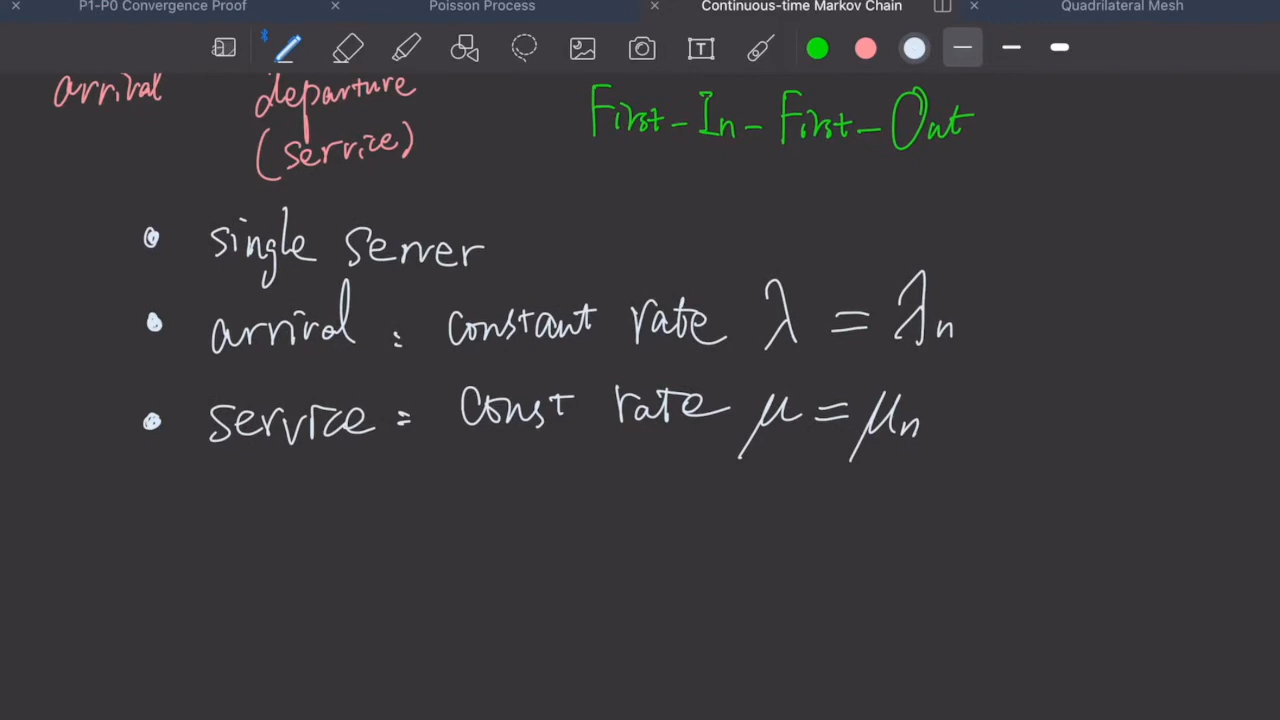 P1-P0 Convergence Proof Poisson Process Continuous-time Markov Chain Quadrilateral Mesh
arrival departure First-In-First-Out
(service)
• single server
• arrival : constant rate λ = λn
• service : const rate μ = μn